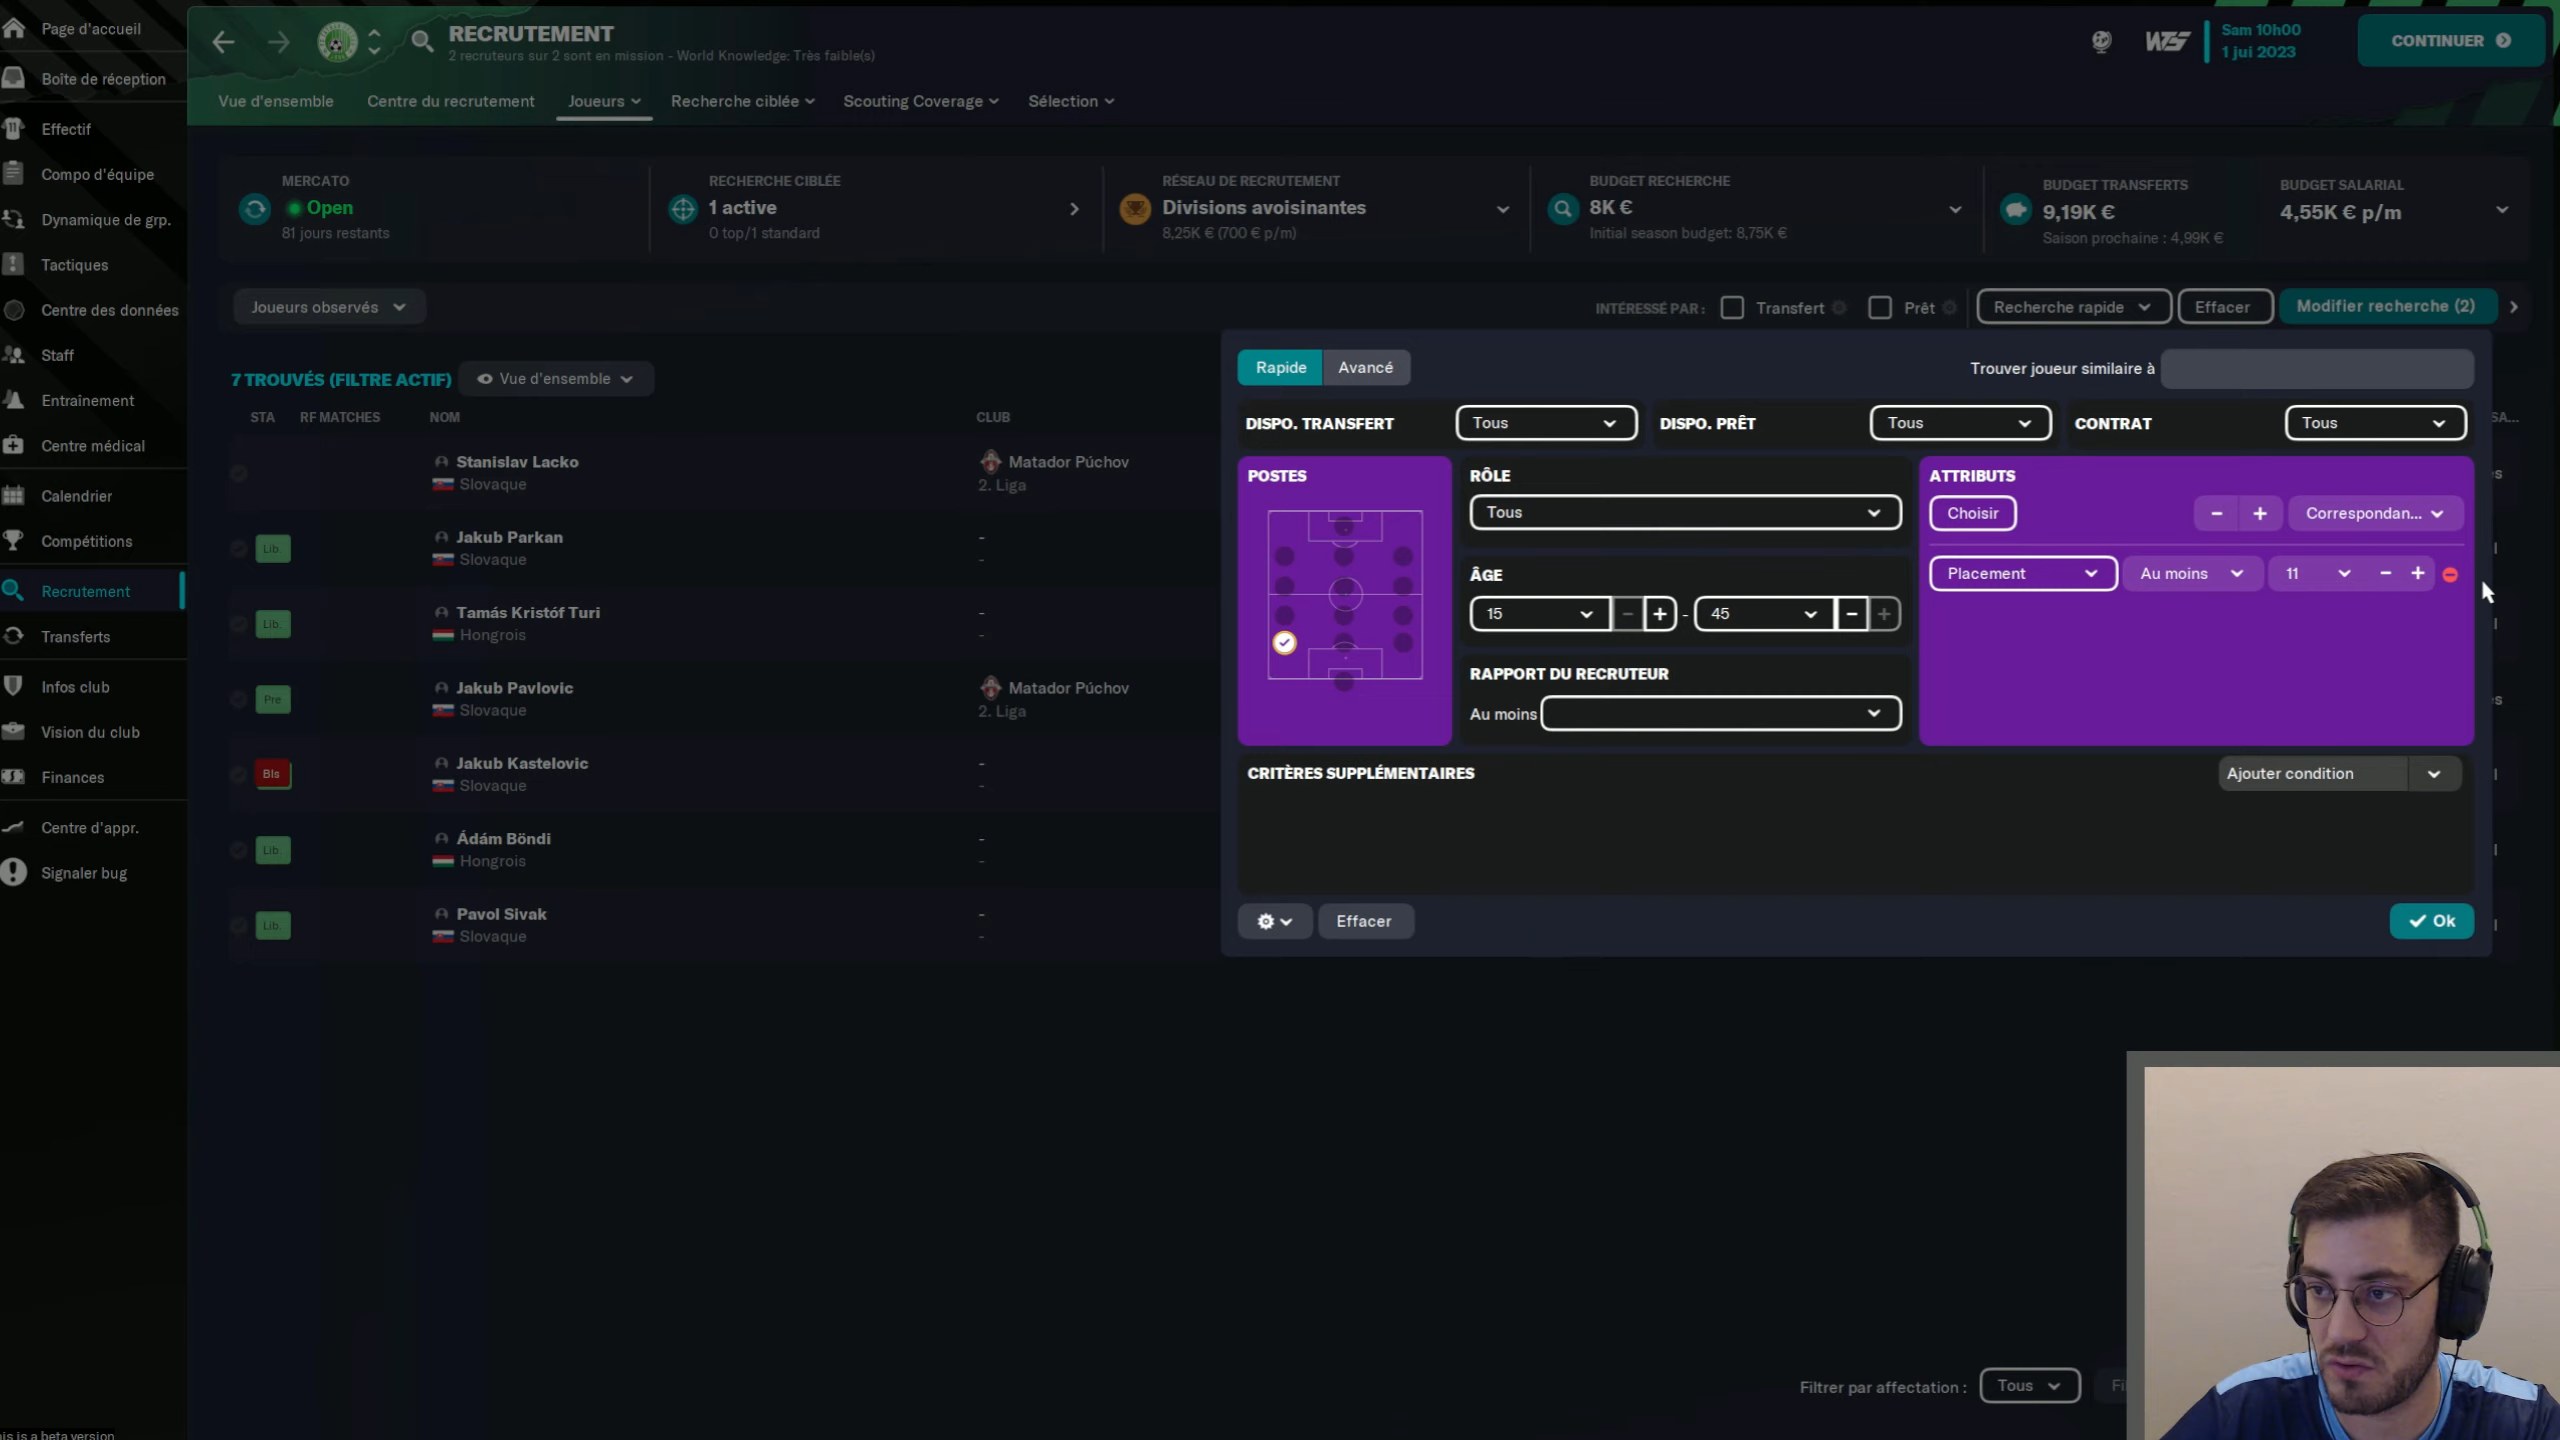 Page d'accueil
Boîte de réception
Effectif
Compo d'équipe
Dynamique de grp.
Tactiques
Centre des données
Staff
Entraînement
Centre médical
Calendrier
Compétitions
Recrutement
Transferts
Infos club
Vision du club
Finances
Centre d'appr.
Signaler bug
RECRUTEMENT
2 recruteurs sur 2 sont en mission - World Knowledge: Très faible(s)
Sam 10h00
1 jui 2023
CONTINUER
Vue d'ensemble
Centre du recrutement
Joueurs
Recherche ciblée
Scouting Coverage
Sélection
MERCATO
Open
81 jours restants
RECHERCHE CIBLÉE
1 active
0 top/1 standard
RÉSEAU DE RECRUTEMENT
Divisions avoisinantes
8,25K € (700 € p/m)
BUDGET RECHERCHE
8K €
Initial season budget: 8,75K €
BUDGET TRANSFERTS
9,19K €
Saison prochaine : 4,99K €
BUDGET SALARIAL
4,55K € p/m
Joueurs observés
INTÉRESSÉ PAR :
Transfert
Prêt
Recherche rapide
Effacer
Modifier recherche (2)
7 TROUVÉS (FILTRE ACTIF)
Vue d'ensemble
STA
RF MATCHES
NOM
CLUB
Stanislav Lacko
Slovaque
Matador Púchov
2. Liga
Lib.
Jakub Parkan
Slovaque
-
-
Lib.
Tamás Kristóf Turi
Hongrois
-
-
Pre
Jakub Pavlovic
Slovaque
Matador Púchov
2. Liga
Bls
Jakub Kastelovic
Slovaque
-
-
Lib.
Ádám Böndi
Hongrois
-
-
Lib.
Pavol Sivak
Slovaque
-
-
Rapide
Avancé
Trouver joueur similaire à
DISPO. TRANSFERT
Tous
DISPO. PRÊT
Tous
CONTRAT
Tous
POSTES
RÔLE
Tous
ÂGE
15
-
45
RAPPORT DU RECRUTEUR
Au moins
ATTRIBUTS
Choisir
Correspondan...
Placement
Au moins
11
CRITÈRES SUPPLÉMENTAIRES
Ajouter condition
Effacer
Ok
Filtrer par affectation :
Tous
is is a beta version